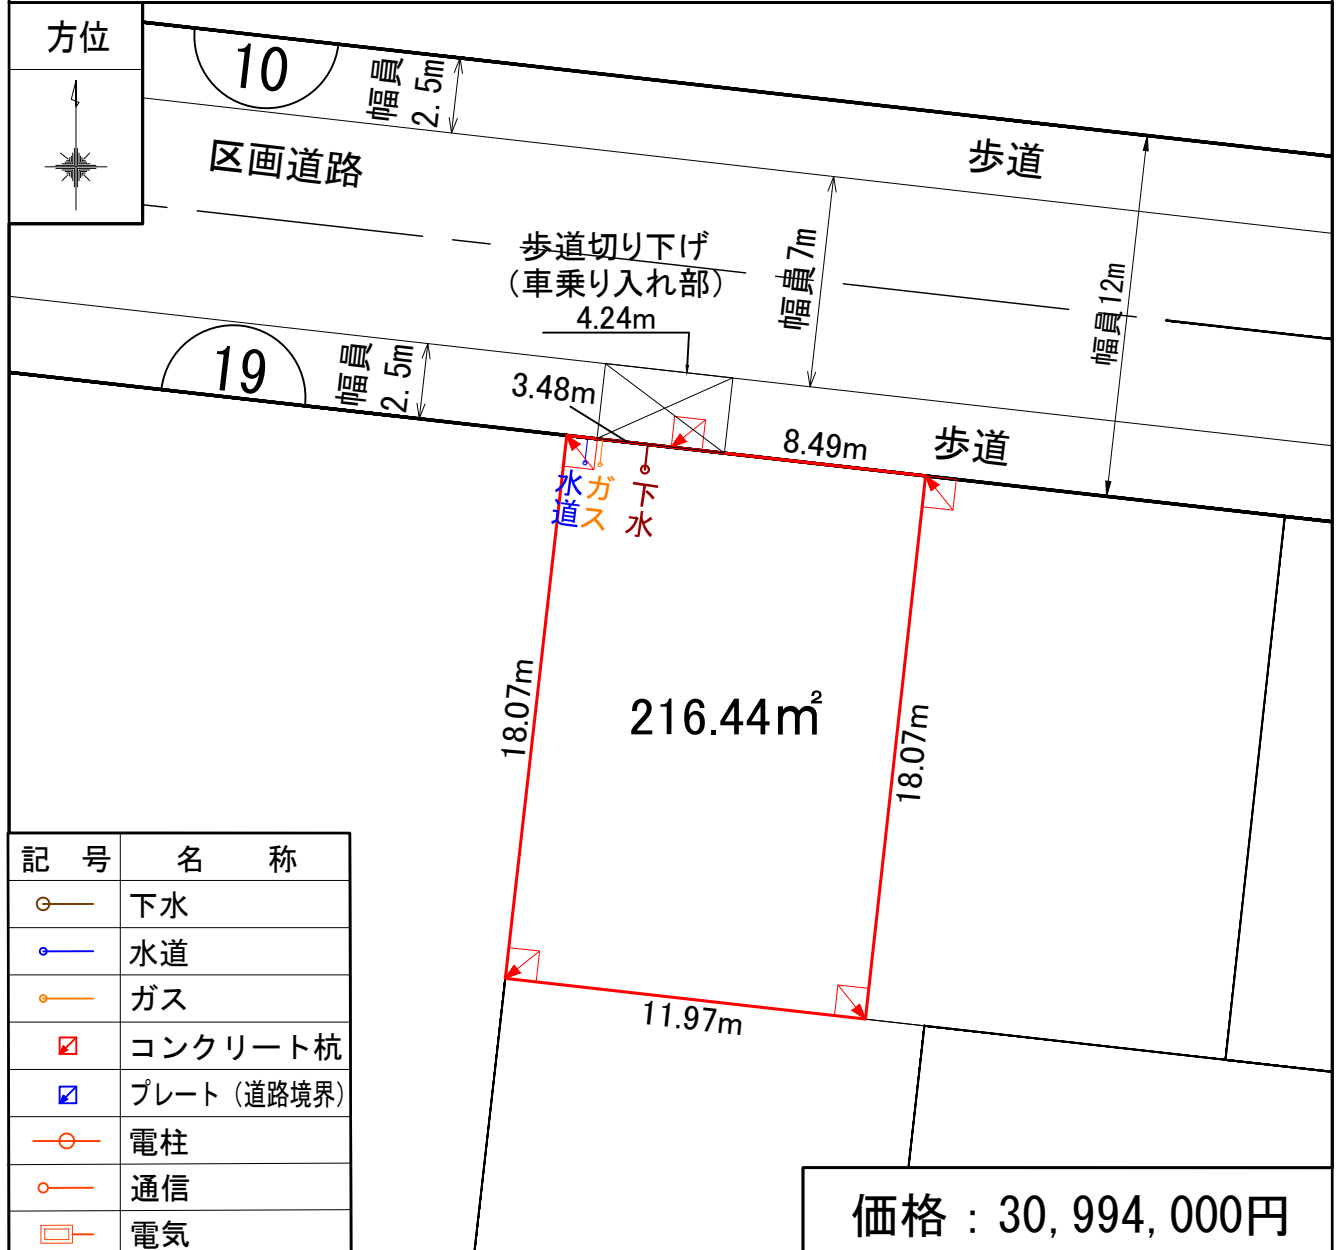 方位
10
幅員
2.5m
区画道路
歩道
歩道切り下げ
(車乗り入れ部)
4.24m
幅員7m
幅員12m
19
幅員
2.5m
3.48m
8.49m
歩道
水道
ガス
下水
18.07m
216.44㎡
18.07m
11.97m
記 号 名 称
下水
水道
ガス
コンクリート杭
プレート(道路境界)
電柱
通信
電気
価格:30,994,000円